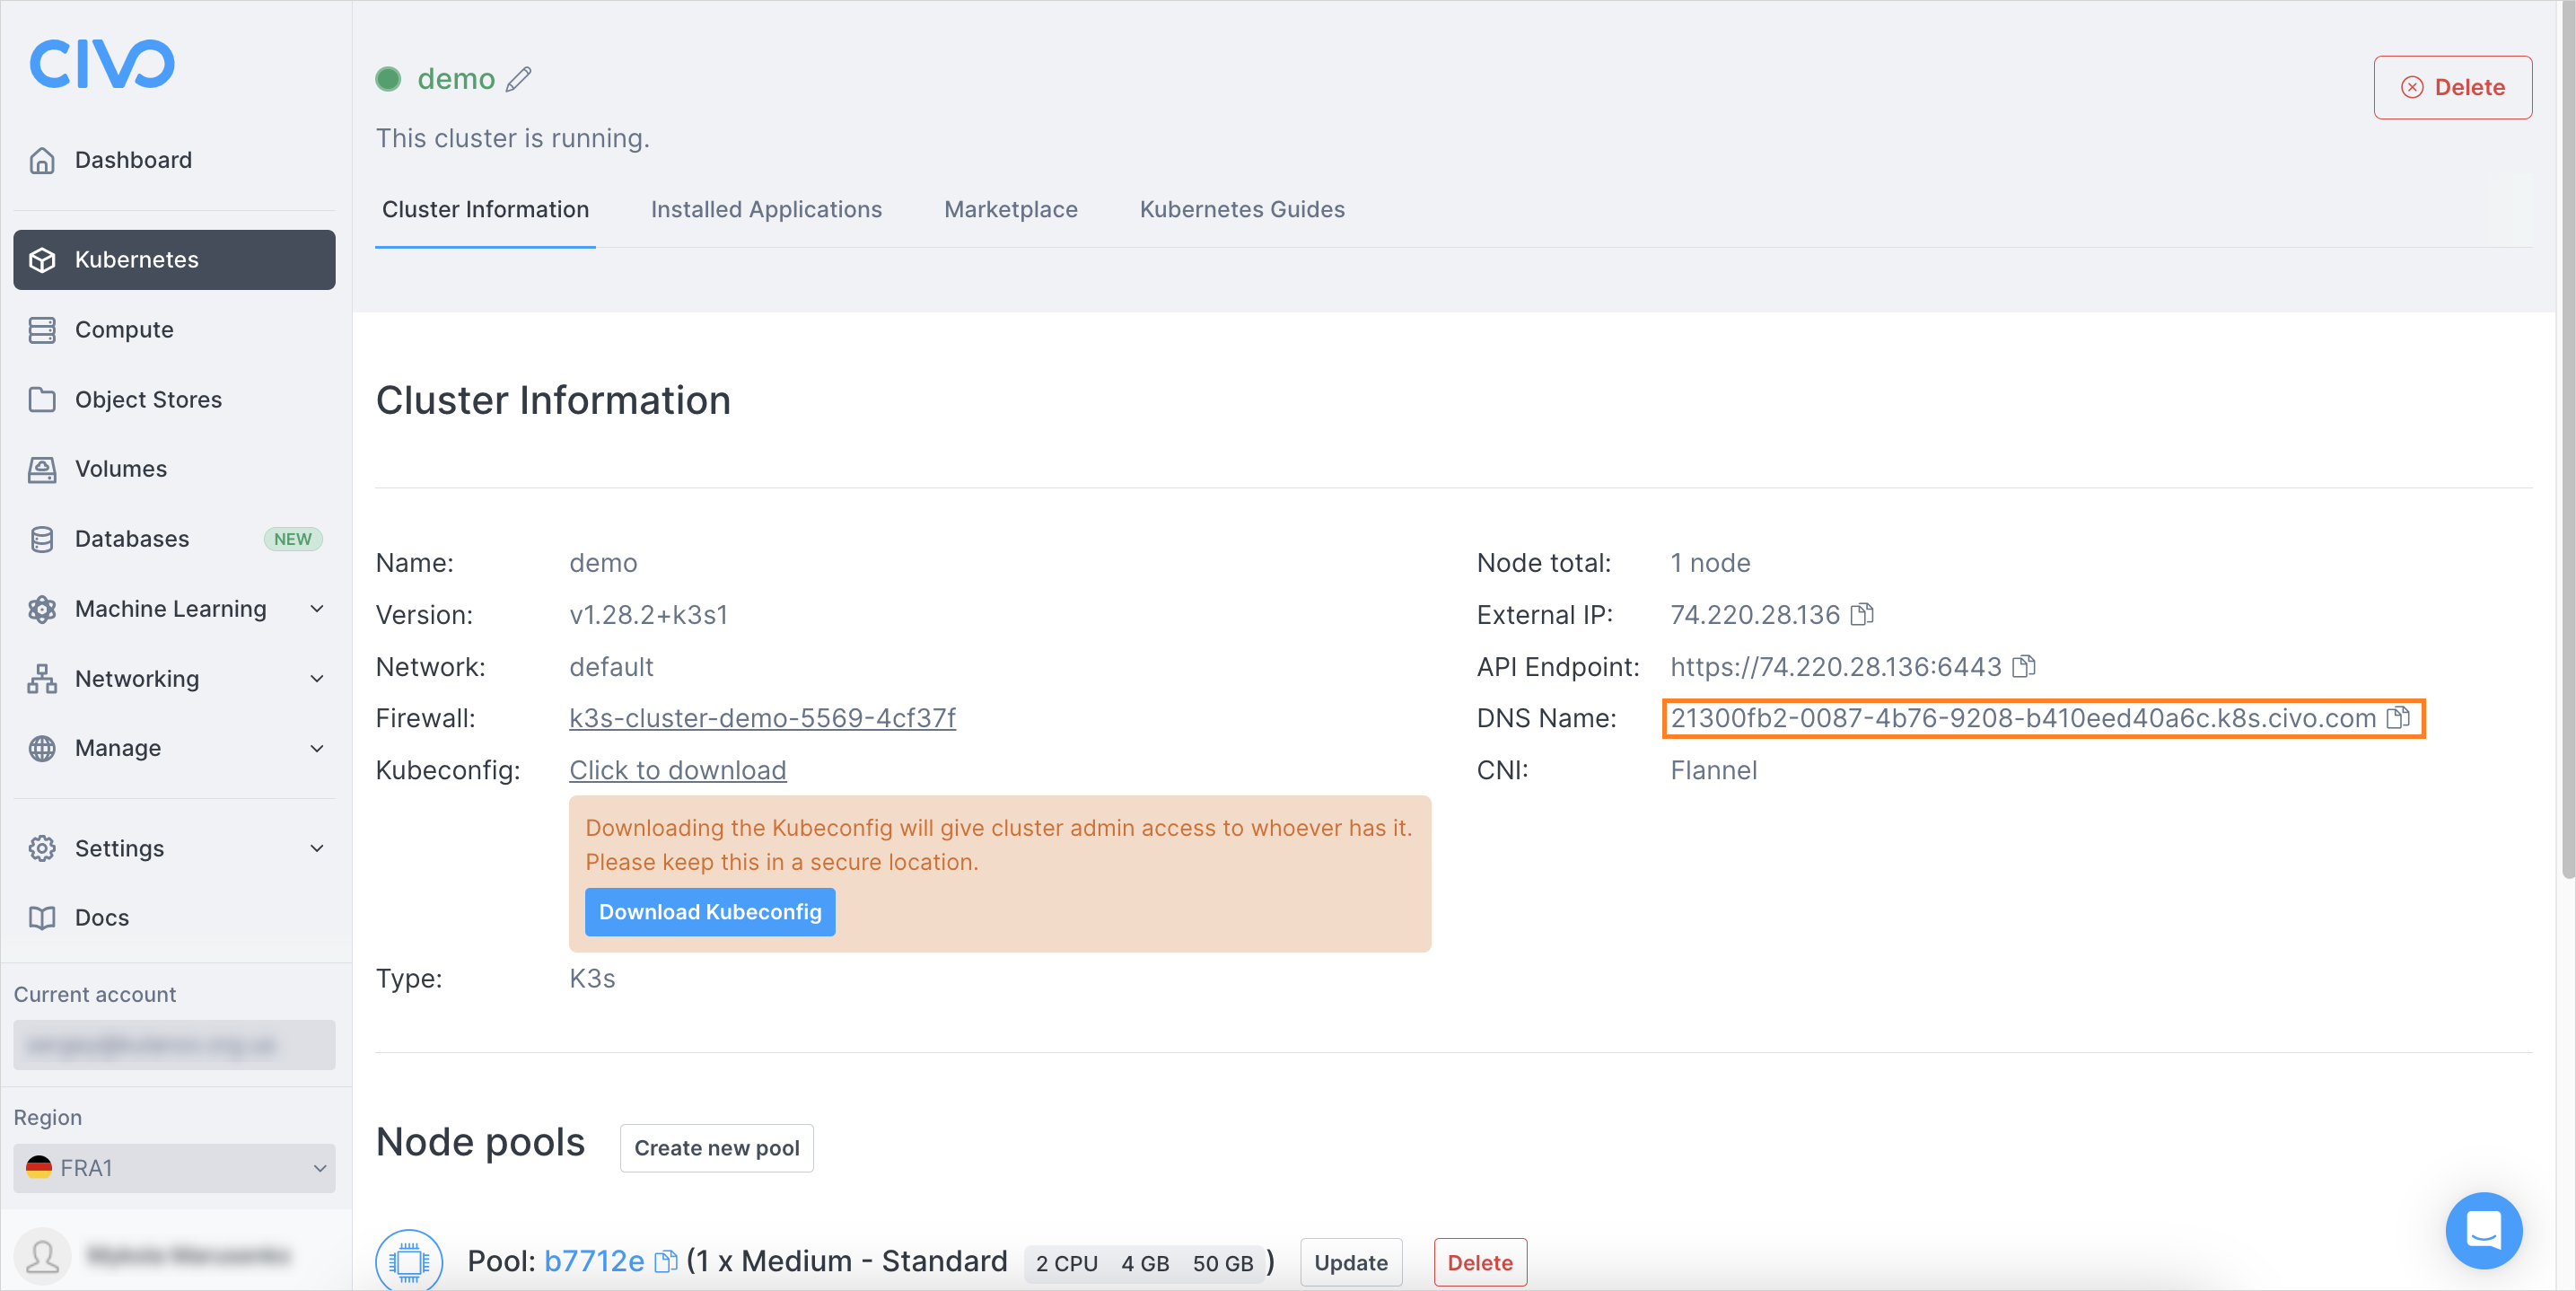 CIVO
Dashboard
Kubernetes
Compute
Object Stores
Volumes
Databases NEW
Machine Learning
Networking
Manage
Settings
Docs
Current account
Region
FRA1
demo
Delete
This cluster is running.
Cluster Information Installed Applications Marketplace Kubernetes Guides
Cluster Information
Name: demo
Version: v1.28.2+k3s1
Network: default
Firewall: k3s-cluster-demo-5569-4cf37f
Kubeconfig: Click to download
Downloading the Kubeconfig will give cluster admin access to whoever has it.
Please keep this in a secure location.
Download Kubeconfig
Type: K3s
Node total: 1 node
External IP: 74.220.28.136
API Endpoint: https://74.220.28.136:6443
DNS Name: 21300fb2-0087-4b76-9208-b410eed40a6c.k8s.civo.com
CNI: Flannel
Node pools Create new pool
Pool: b7712e (1 x Medium - Standard 2 CPU 4 GB 50 GB) Update Delete